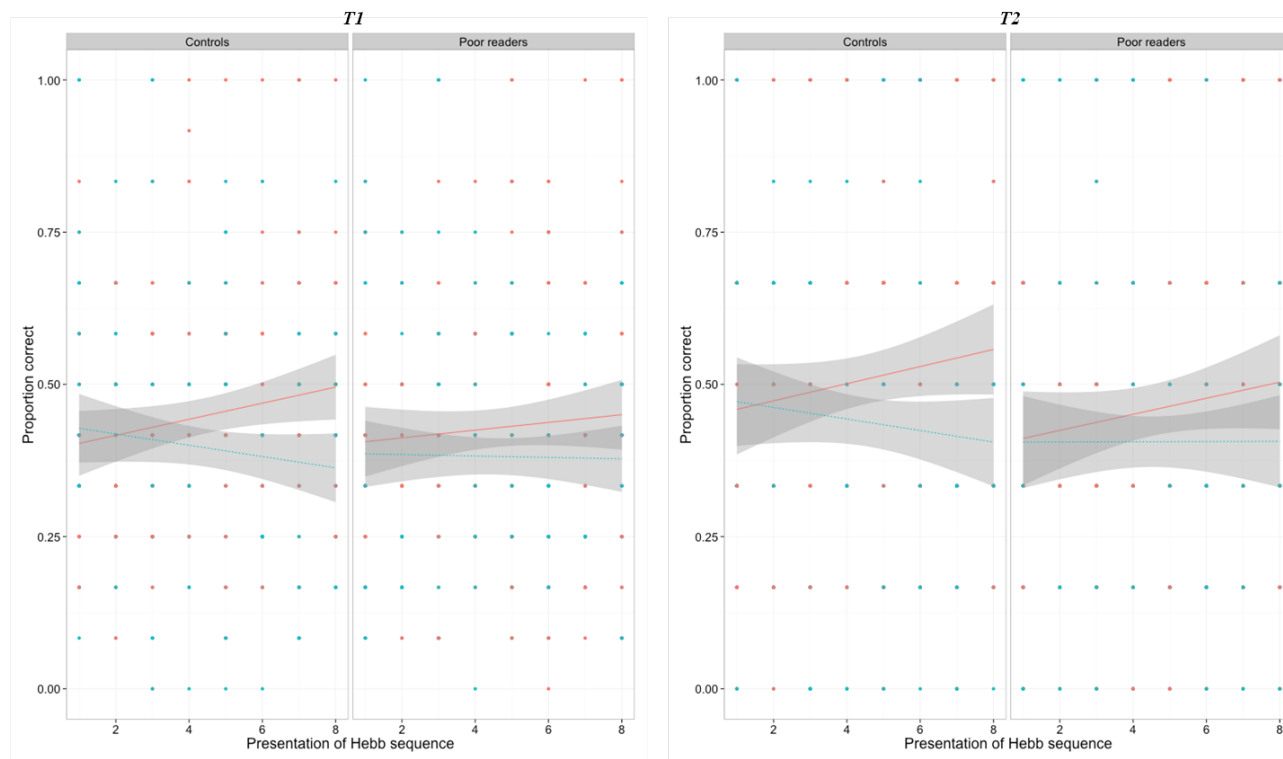 T1
Controls
Poor readers
Proportion correct
1.00
0.75
0.50
0.25
0.00
2 4 6 8 2 4 6 8
Presentation of Hebb sequence
T2
Controls
Poor readers
Proportion correct
1.00
0.75
0.50
0.25
0.00
2 4 6 8 2 4 6 8
Presentation of Hebb sequence